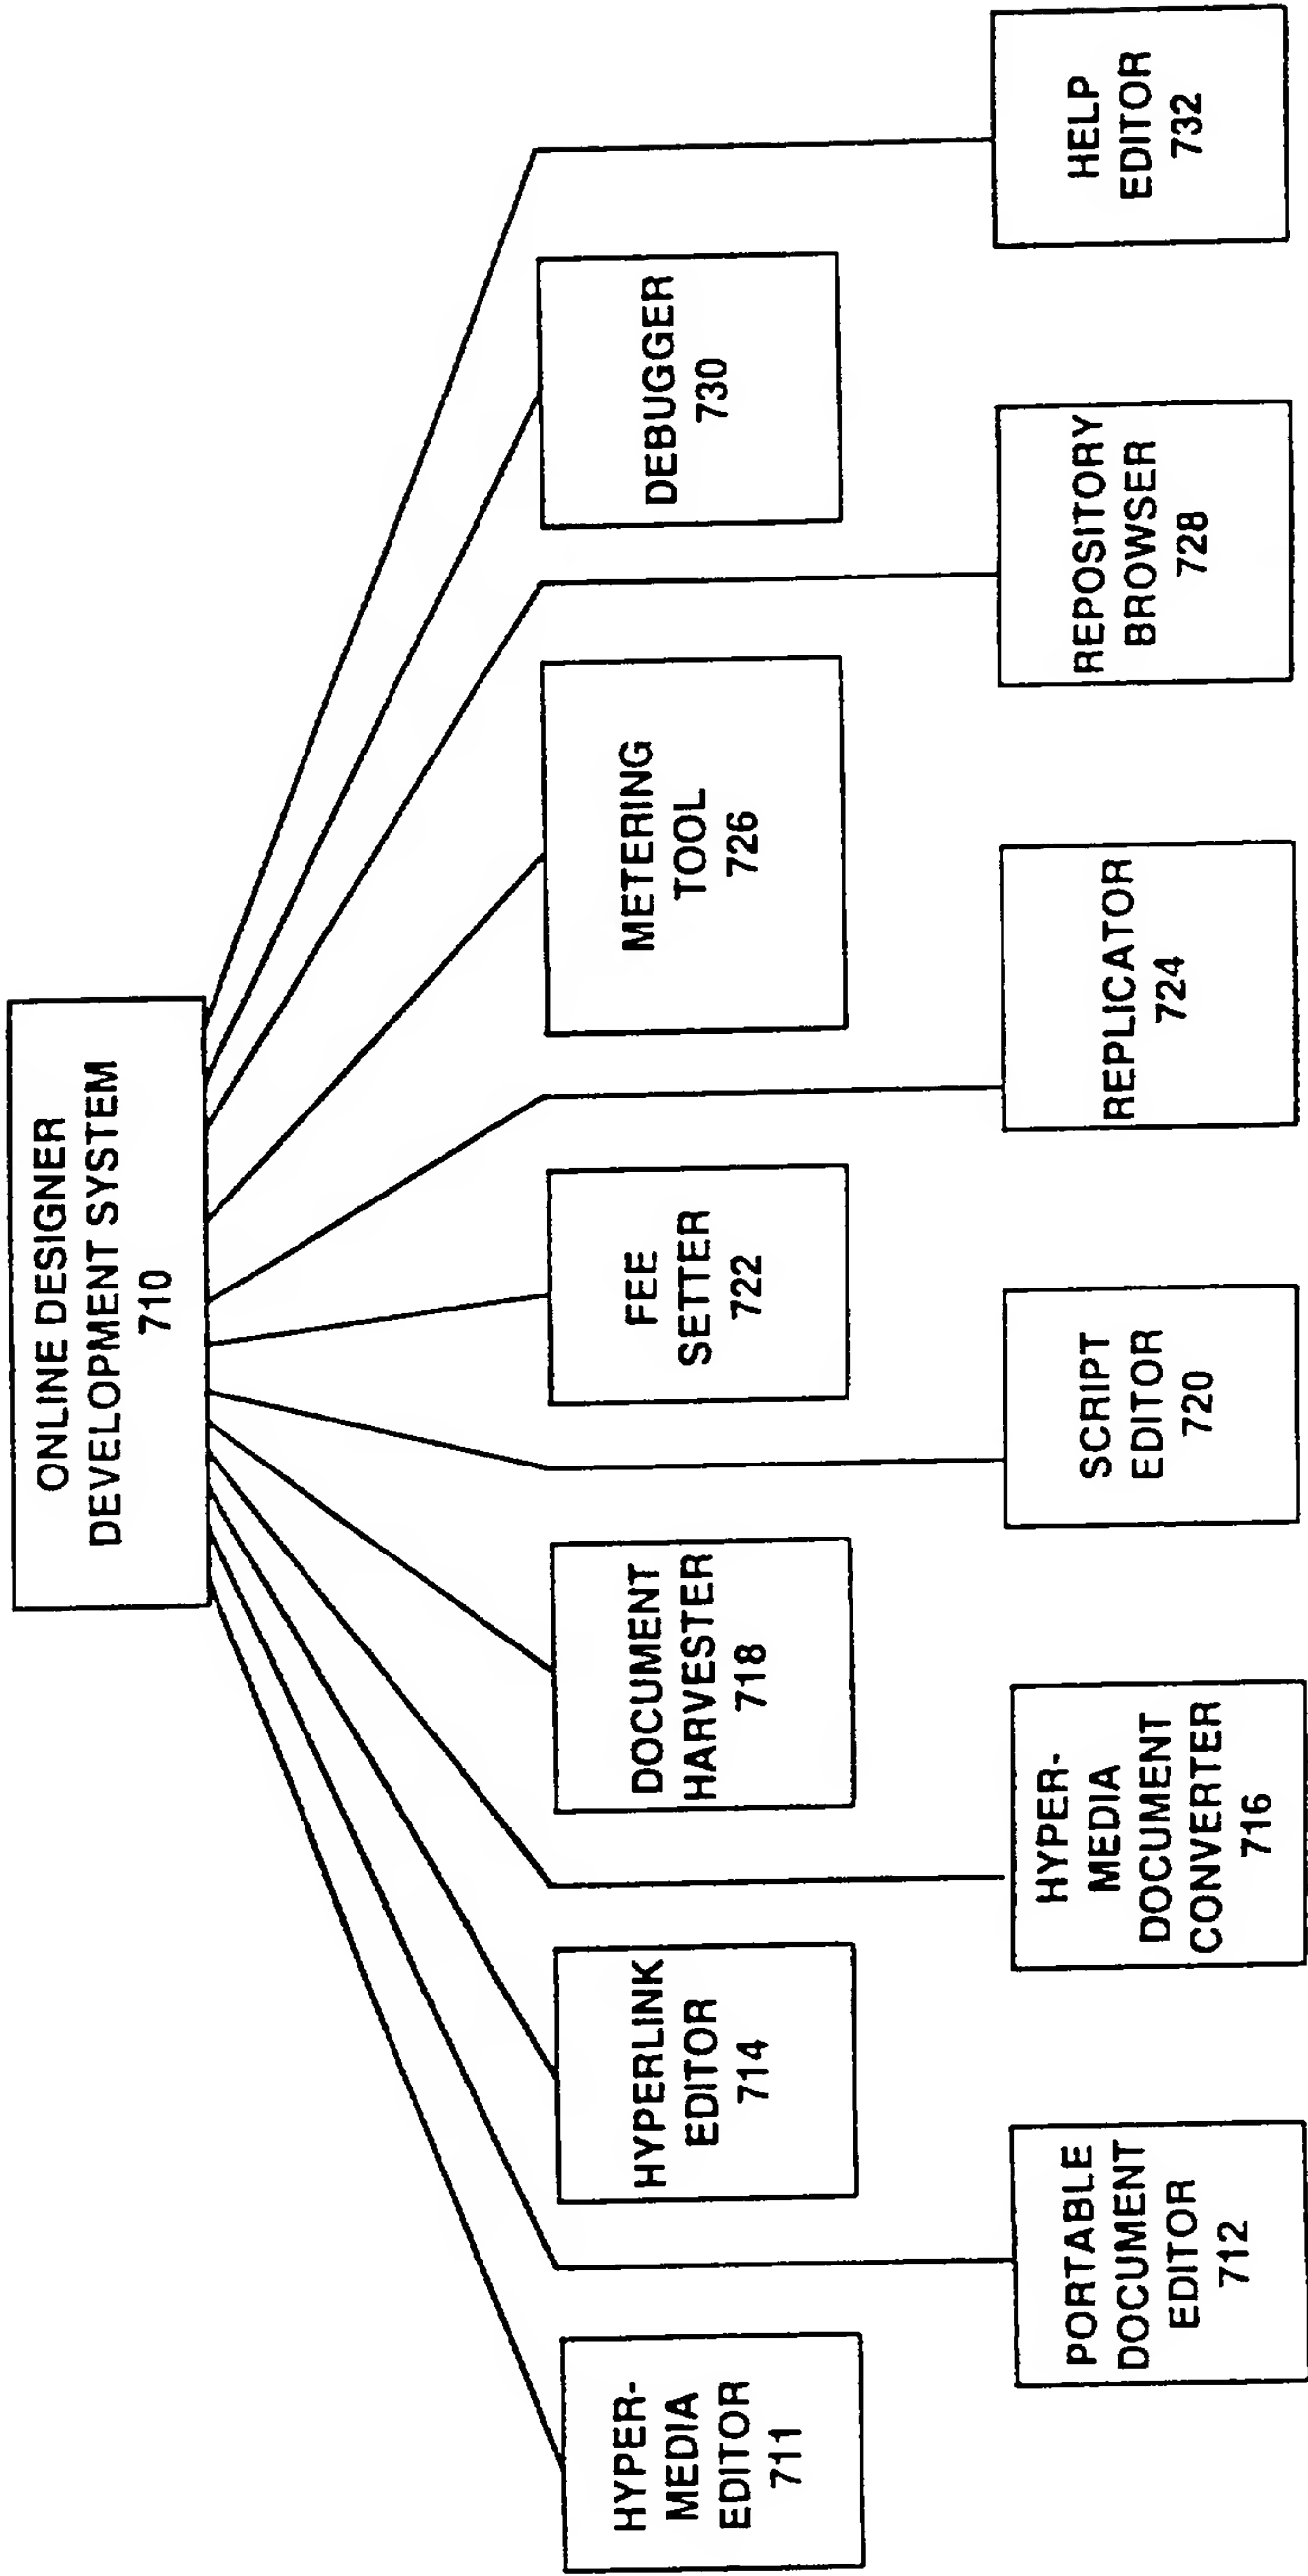 ONLINE DESIGNER
DEVELOPMENT SYSTEM
710
HYPER-
MEDIA
EDITOR
711
HYPERLINK
EDITOR
714
DOCUMENT
HARVESTER
718
FEE
SETTER
722
METERING
TOOL
726
DEBUGGER
730
PORTABLE
DOCUMENT
EDITOR
712
HYPER-
MEDIA
DOCUMENT
CONVERTER
716
SCRIPT
EDITOR
720
REPLICATOR
724
REPOSITORY
BROWSER
728
HELP
EDITOR
732